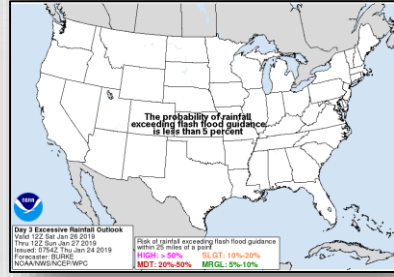 The probability of rainfall
exceeding flash flood guidance
is less than 5 percent
NOAA
Day 3 Excessive Rainfall Outlook
Valid 12Z Sat Jan 26 2019
Thru 12Z Sun Jan 27 2019
Issued: 0754Z Thu Jan 24 2019
Forecaster: BURKE
NOAA/NWS/NCEP/WPC
Risk of rainfall exceeding flash flood guidance
within 25 miles of a point
HIGH: > 50% SLGT: 10%-20%
MDT: 20%-50% MRGL: 5%-10%